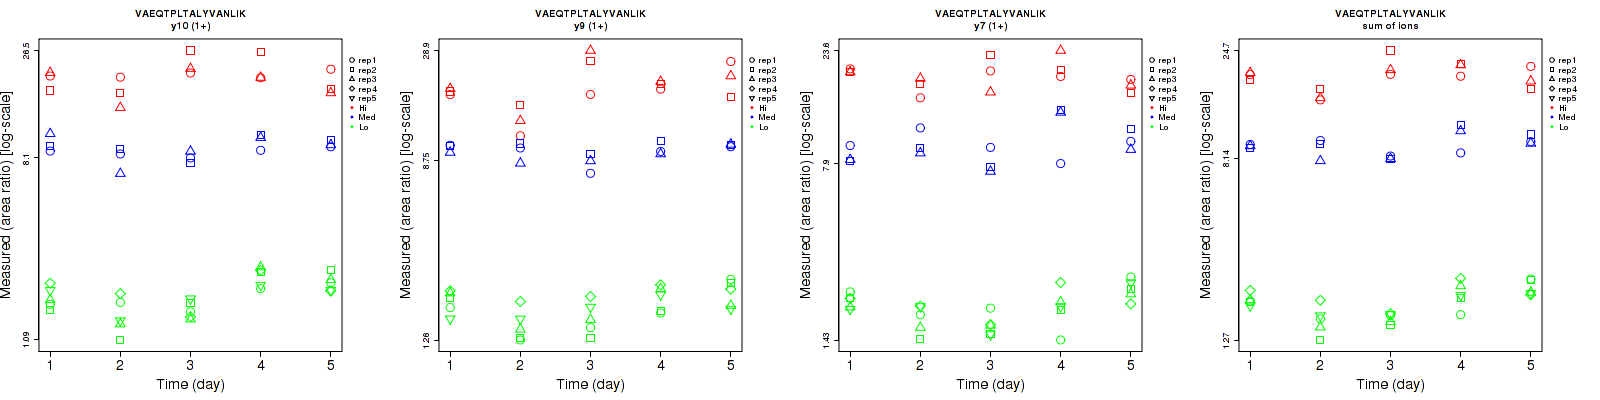 VAEQTPLTALYVANLIK
y10 (1+)
Measured (area ratio) [log-scale]
26.5
8.1
1.09
1 2 3 4 5
Time (day)
rep1
rep2
rep3
rep4
rep5
Hi
Med
Lo
VAEQTPLTALYVANLIK
y9 (1+)
Measured (area ratio) [log-scale]
28.9
8.75
1.26
1 2 3 4 5
Time (day)
rep1
rep2
rep3
rep4
rep5
Hi
Med
Lo
VAEQTPLTALYVANLIK
y7 (1+)
Measured (area ratio) [log-scale]
23.6
7.9
1.43
1 2 3 4 5
Time (day)
rep1
rep2
rep3
rep4
rep5
Hi
Med
Lo
VAEQTPLTALYVANLIK
sum of ions
Measured (area ratio) [log-scale]
24.7
8.14
1.27
1 2 3 4 5
Time (day)
rep1
rep2
rep3
rep4
rep5
Hi
Med
Lo